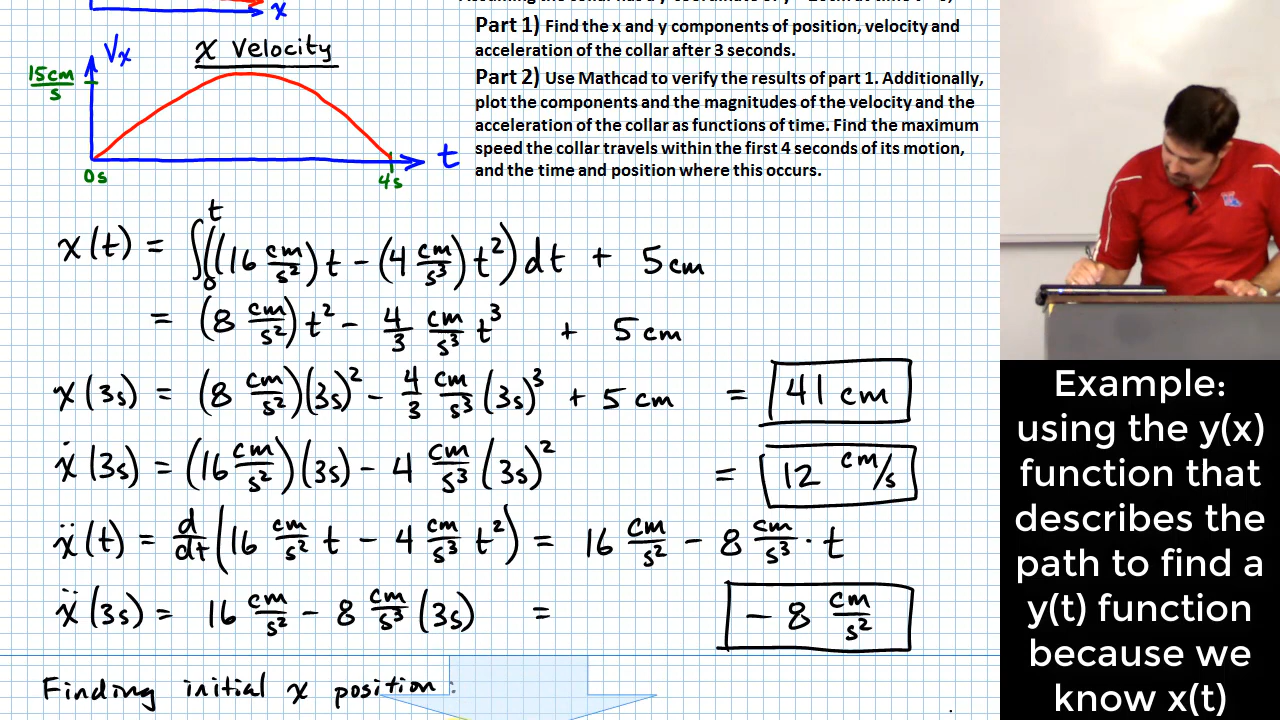 x
Part 1) Find the x and y components of position, velocity and
acceleration of the collar after 3 seconds.
Part 2) Use Mathcad to verify the results of part 1. Additionally,
plot the components and the magnitudes of the velocity and the
acceleration of the collar as functions of time. Find the maximum
speed the collar travels within the first 4 seconds of its motion,
and the time and position where this occurs.
Vx
x Velocity
15 cm/s
t
0s
4s
x(t) = ∫₀ᵗ((16 cm/s²)t - (4 cm/s³)t²)dt + 5cm
= (8 cm/s²)t² - 4/3 cm/s³ t³ + 5cm
x(3s) = (8 cm/s²)(3s)² - 4/3 cm/s³ (3s)³ + 5cm = 41 cm
ẋ(3s) = (16 cm/s²)(3s) - 4 cm/s³ (3s)² = 12 cm/s
ẍ(t) = d/dt(16 cm/s² t - 4 cm/s³ t²) = 16 cm/s² - 8 cm/s³ · t
ẍ(3s) = 16 cm/s² - 8 cm/s³ (3s) = -8 cm/s²
Finding initial x position:
Example:
using the y(x)
function that
describes the
path to find a
y(t) function
because we
know x(t)